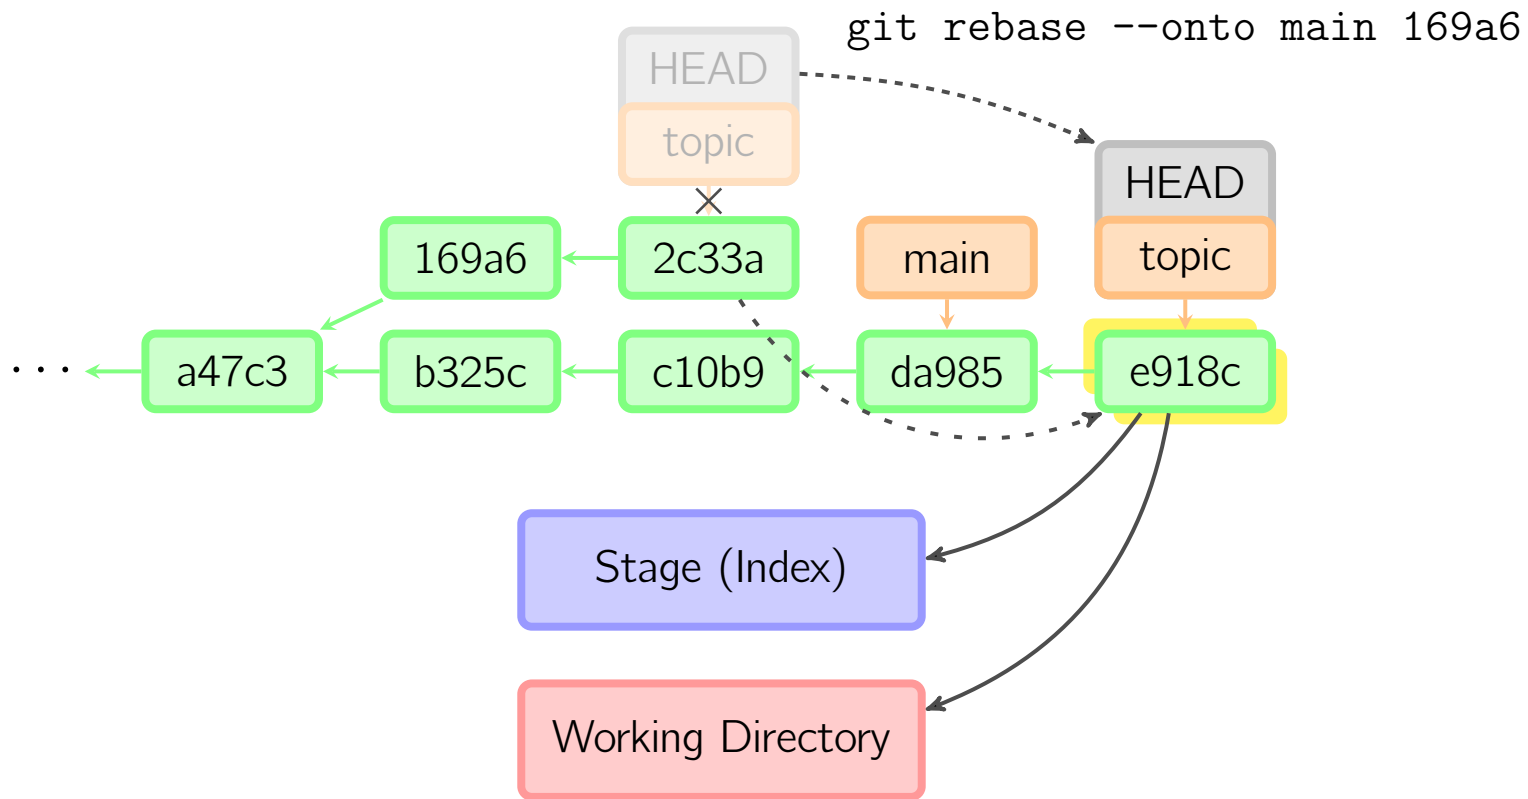 git rebase --onto main 169a6
HEAD
topic
HEAD
169a6
2c33a
main
topic
... a47c3
b325c
c10b9
da985
e918c
Stage (Index)
Working Directory